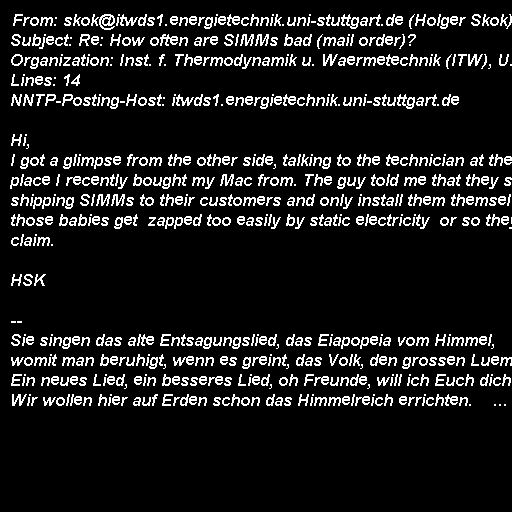 From: skok@itwds1.energietechnik.uni-stuttgart.de (Holger Skok)
Subject: Re: How often are SIMMs bad (mail order)?
Organization: Inst. f. Thermodynamik u. Waermetechnik (ITW), U.
Lines: 14
NNTP-Posting-Host: itwds1.energietechnik.uni-stuttgart.de

Hi,
I got a glimpse from the other side, talking to the technician at the
place I recently bought my Mac from. The guy told me that they s
shipping SIMMs to their customers and only install them themsel
those babies get  zapped too easily by static electricity  or so they
claim.

HSK

--
Sie singen das alte Entsagungslied, das Eiapopeia vom Himmel,
womit man beruhigt, wenn es greint, das Volk, den grossen Luem
Ein neues Lied, ein besseres Lied, oh Freunde, will ich Euch dich
Wir wollen hier auf Erden schon das Himmelreich errichten.    ...